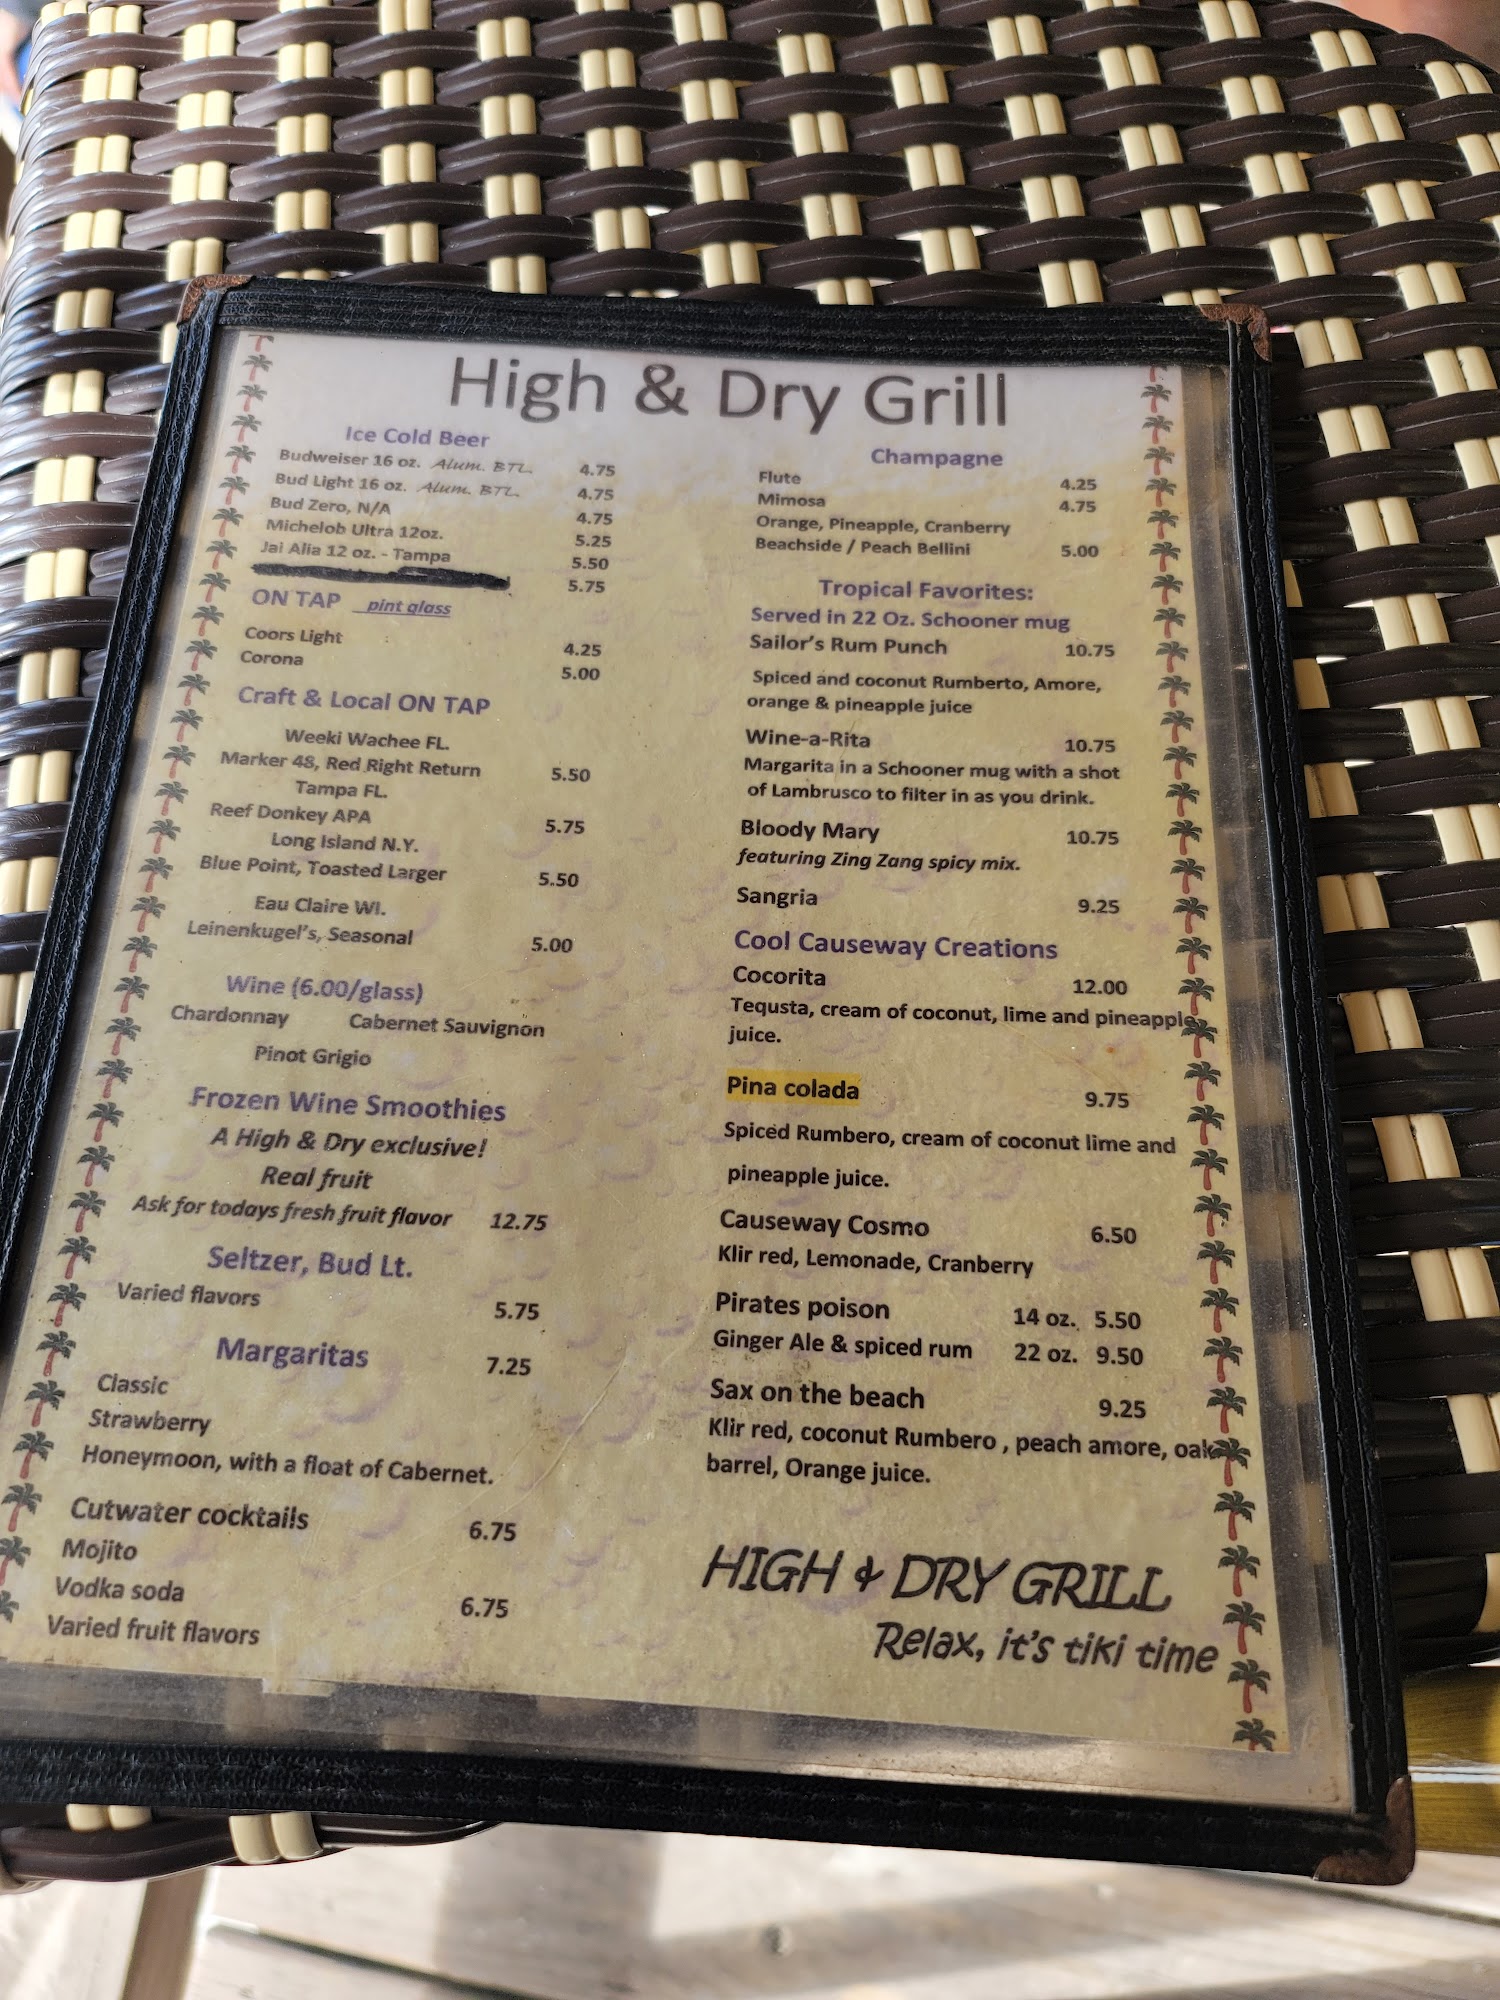 High & Dry Grill
Ice Cold Beer
Budweiser 16 oz. Alum. BTL. 4.75
Bud Light 16 oz. Alum. BTL. 4.75
Bud Zero, N/A 4.75
Michelob Ultra 12oz. 5.25
Jai Alia 12 oz. - Tampa 5.50
5.75
ON TAP pint glass
Coors Light 4.25
Corona 5.00
Craft & Local ON TAP
Weeki Wachee FL.
Marker 48, Red Right Return 5.50
Tampa FL.
Reef Donkey APA 5.75
Long Island N.Y.
Blue Point, Toasted Larger 5.50
Eau Claire WI.
Leinenkugel's, Seasonal 5.00
Wine (6.00/glass)
Chardonnay Cabernet Sauvignon
Pinot Grigio
Frozen Wine Smoothies
A High & Dry exclusive!
Real fruit
Ask for todays fresh fruit flavor 12.75
Seltzer, Bud Lt.
Varied flavors 5.75
Margaritas 7.25
Classic
Strawberry
Honeymoon, with a float of Cabernet.
Cutwater cocktails 6.75
Mojito
Vodka soda 6.75
Varied fruit flavors
Champagne
Flute 4.25
Mimosa 4.75
Orange, Pineapple, Cranberry
Beachside / Peach Bellini 5.00
Tropical Favorites:
Served in 22 Oz. Schooner mug
Sailor's Rum Punch 10.75
Spiced and coconut Rumberto, Amore,
orange & pineapple juice
Wine-a-Rita 10.75
Margarita in a Schooner mug with a shot
of Lambrusco to filter in as you drink.
Bloody Mary 10.75
featuring Zing Zang spicy mix.
Sangria 9.25
Cool Causeway Creations
Cocorita 12.00
Tequsta, cream of coconut, lime and pineapple
juice.
Pina colada 9.75
Spiced Rumbero, cream of coconut lime and
pineapple juice.
Causeway Cosmo 6.50
Klir red, Lemonade, Cranberry
Pirates poison 14 oz. 5.50
Ginger Ale & spiced rum 22 oz. 9.50
Sax on the beach 9.25
Klir red, coconut Rumbero , peach amore, oak
barrel, Orange juice.
HIGH & DRY GRILL
Relax, it's tiki time